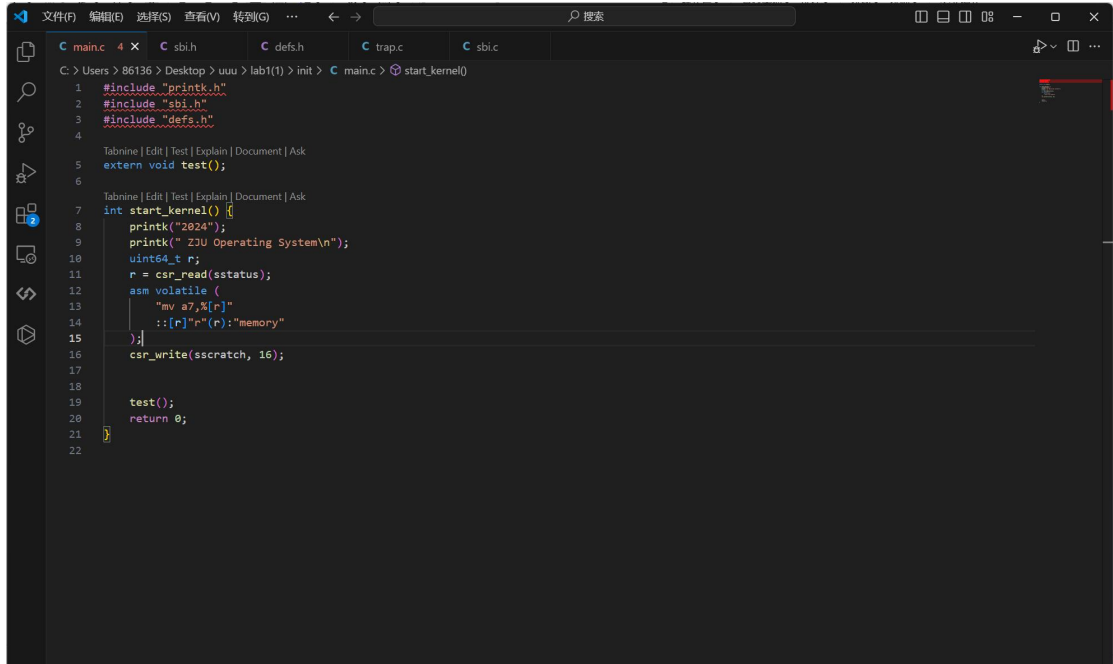 文件(F) 编辑(E) 选择(S) 查看(V) 转到(G) ··· 搜索
C main.c 4 C sbi.h C defs.h C trap.c C sbi.c
C: > Users > 86136 > Desktop > uuu > lab1(1) > init > C main.c > start_kernel()
1 #include "printk.h"
2 #include "sbi.h"
3 #include "defs.h"
4
Tabnine | Edit | Test | Explain | Document | Ask
5 extern void test();
6
Tabnine | Edit | Test | Explain | Document | Ask
7 int start_kernel() {
8 printk("2024");
9 printk(" ZJU Operating System\n");
10 uint64_t r;
11 r = csr_read(sstatus);
12 asm volatile (
13 "mv a7,%[r]"
14 ::[r]"r"(r):"memory"
15 );
16 csr_write(sscratch, 16);
17
18
19 test();
20 return 0;
21 }
22
2